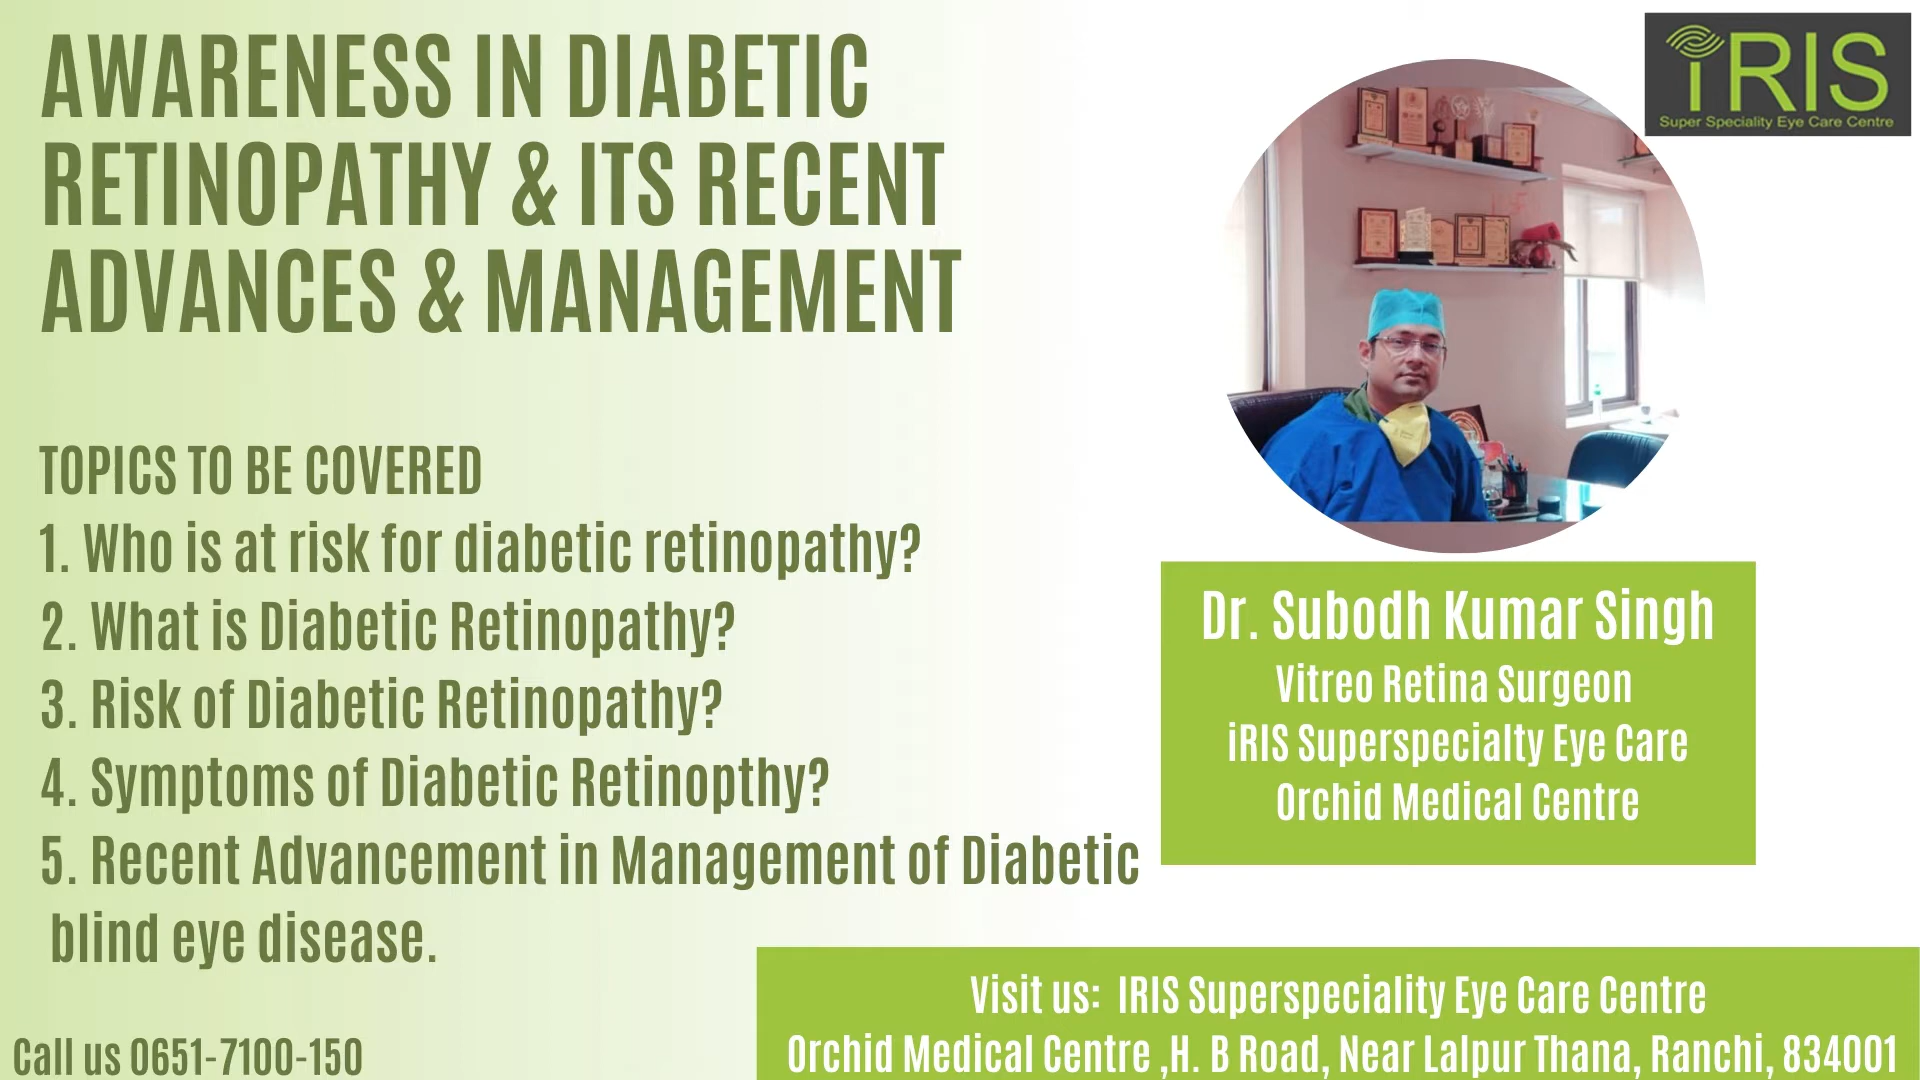 AWARENESS IN DIABETIC
RETINOPATHY & ITS RECENT
ADVANCES & MANAGEMENT
TOPICS TO BE COVERED
1. Who is at risk for diabetic retinopathy?
2. What is Diabetic Retinopathy?
3. Risk of Diabetic Retinopathy?
4. Symptoms of Diabetic Retinopthy?
5. Recent Advancement in Management of Diabetic
blind eye disease.
Call us 0651-7100-150
iRIS
Super Speciality Eye Care Centre
Dr. Subodh Kumar Singh
Vitreo Retina Surgeon
iRIS Superspecialty Eye Care
Orchid Medical Centre
Visit us:  IRIS Superspeciality Eye Care Centre
Orchid Medical Centre ,H. B Road, Near Lalpur Thana, Ranchi, 834001